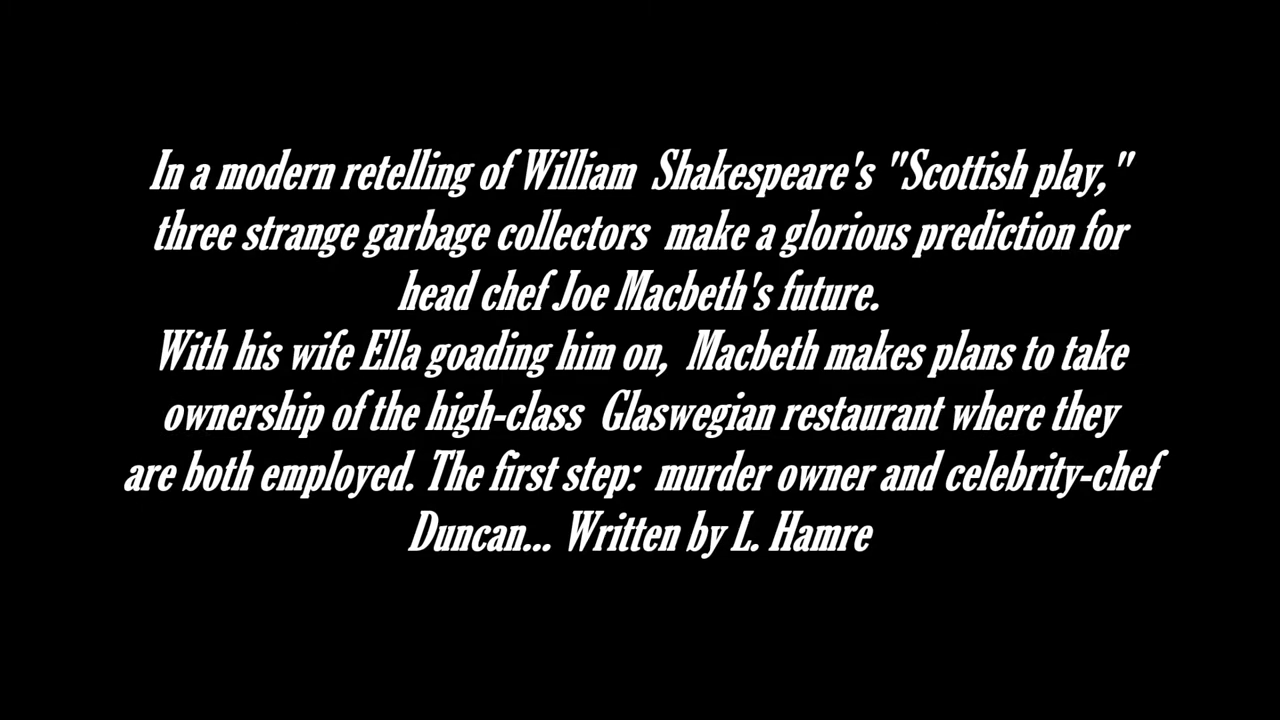 In a modern retelling of William  Shakespeare's "Scottish play,"
three strange garbage collectors  make a glorious prediction for
head chef Joe Macbeth's future.
With his wife Ella goading him on,  Macbeth makes plans to take
ownership of the high-class  Glaswegian restaurant where they
are both employed. The first step:  murder owner and celebrity-chef
Duncan...  Written by L. Hamre